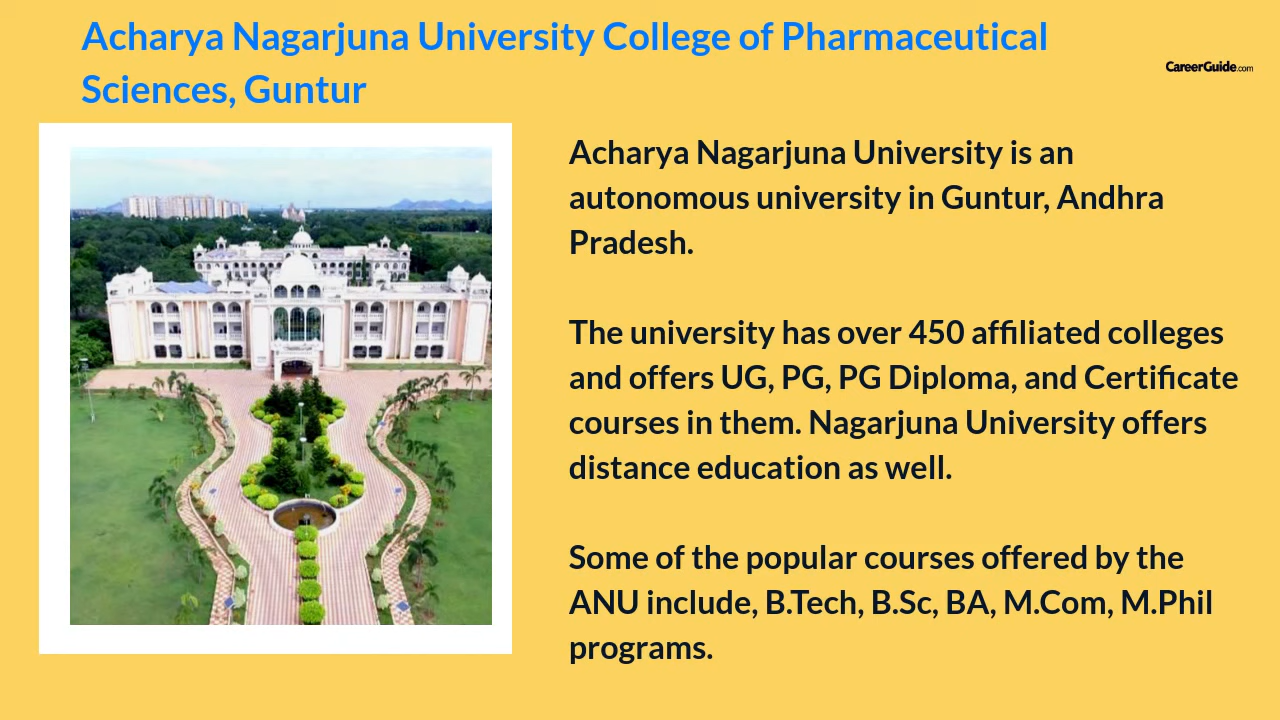 Acharya Nagarjuna University College of Pharmaceutical
Sciences, Guntur
CareerGuide.com
Acharya Nagarjuna University is an
autonomous university in Guntur, Andhra
Pradesh.
The university has over 450 affiliated colleges
and offers UG, PG, PG Diploma, and Certificate
courses in them. Nagarjuna University offers
distance education as well.
Some of the popular courses offered by the
ANU include, B.Tech, B.Sc, BA, M.Com, M.Phil
programs.